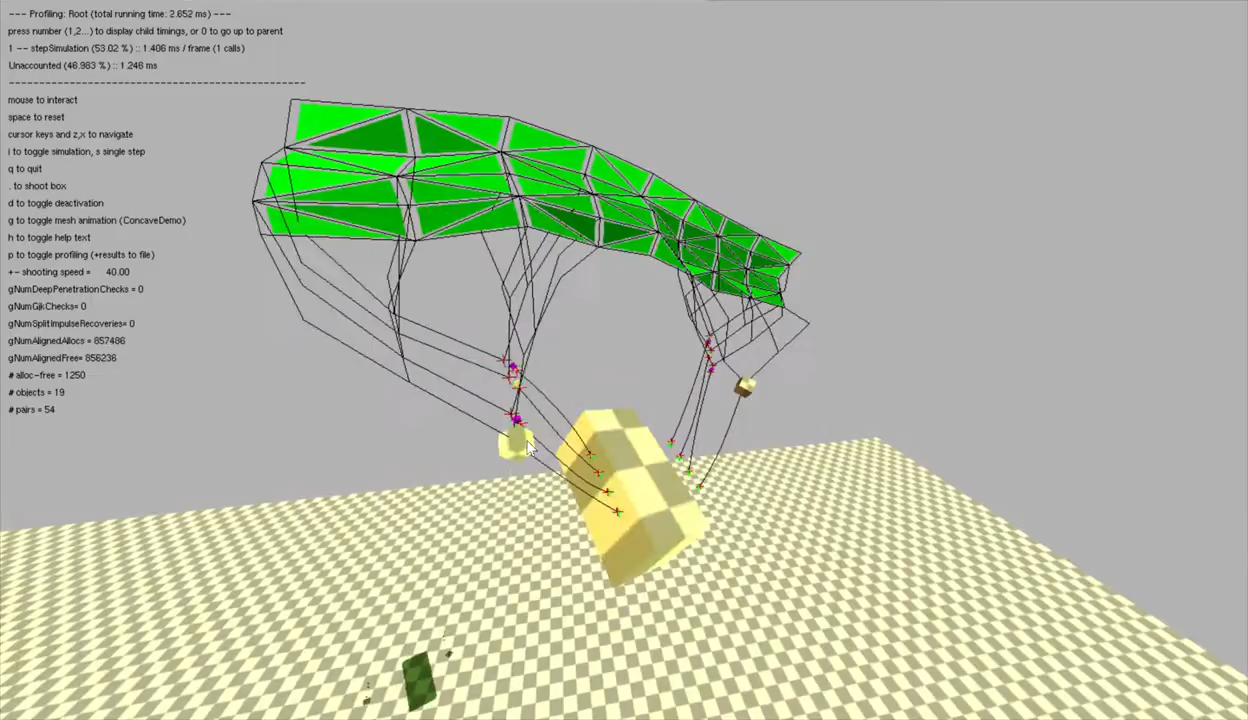 --- Profiling: Root (total running time: 2.652 ms) ---
press number (1,2...) to display child timings, or 0 to go up to parent
1 -- stepSimulation (53.02 %) :: 1.406 ms / frame (1 calls)
Unaccounted (46.983 %) :: 1.246 ms
-------------------------------------------------
mouse to interact
space to reset
cursor keys and z,x to navigate
i to toggle simulation, s single step
q to quit
. to shoot box
d to toggle deactivation
g to toggle mesh animation (ConcaveDemo)
h to toggle help text
p to toggle profiling (+results to file)
+- shooting speed = 40.00
gNumDeepPenetrationChecks = 0
gNumGjkChecks= 0
gNumSplitImpulseRecoveries= 0
gNumAlignedAllocs= 857486
gNumAlignedFree= 856236
# alloc-free = 1250
# objects = 19
# pairs = 54